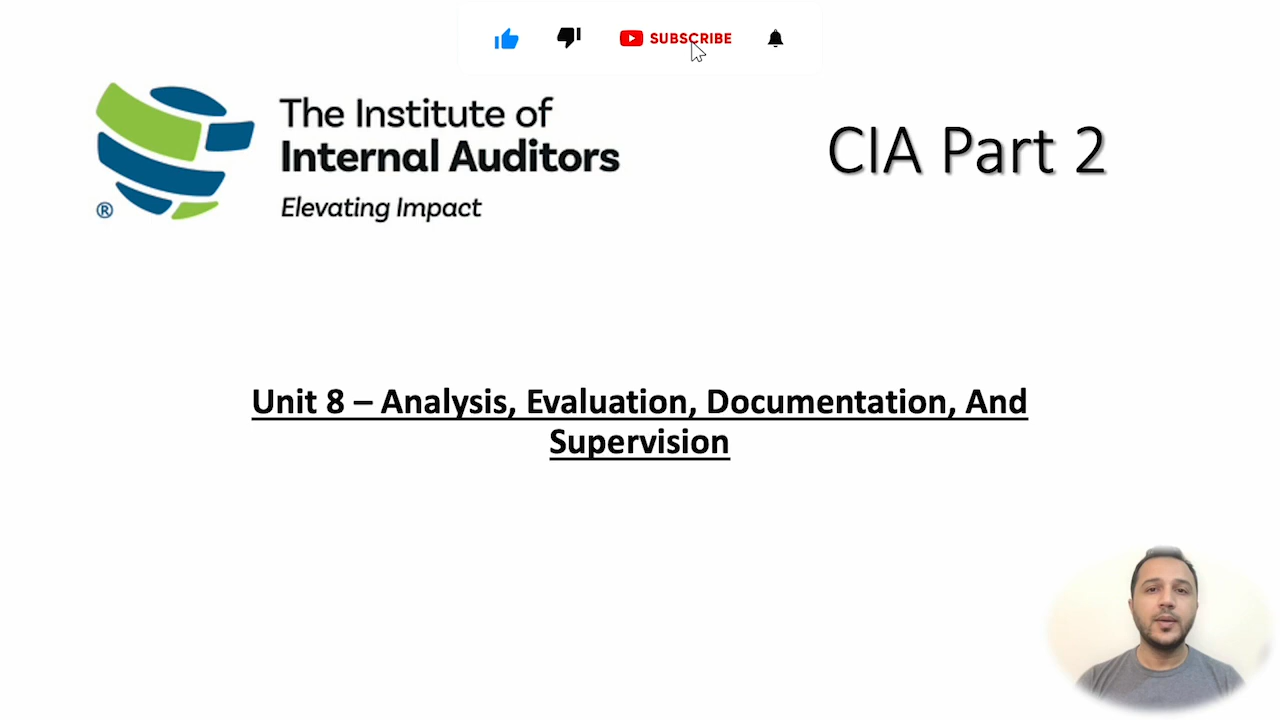 SUBSCRIBE
The Institute of
Internal Auditors
Elevating Impact
®
CIA Part 2
Unit 8 – Analysis, Evaluation, Documentation, And
Supervision